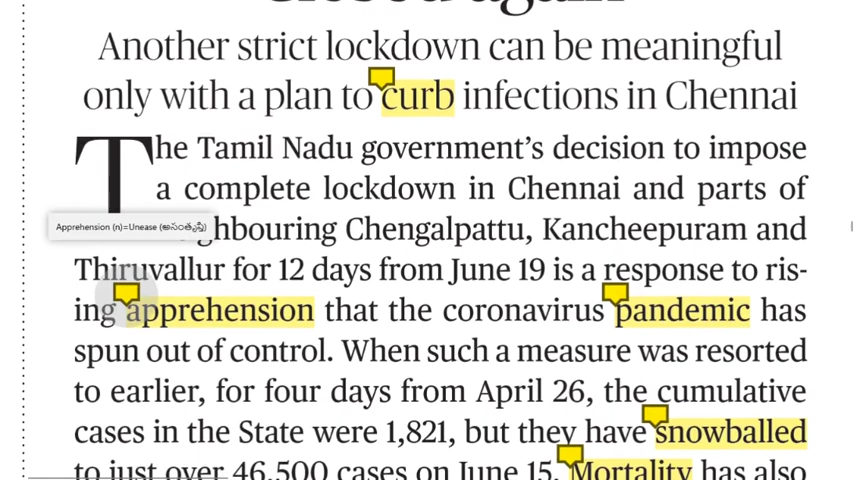 Another strict lockdown can be meaningful
only with a plan to curb infections in Chennai
The Tamil Nadu government's decision to impose
a complete lockdown in Chennai and parts of
Apprehension (n)=Unease (అసంతృప్తి)
ghbouring Chengalpattu, Kancheepuram and
Thiruvallur for 12 days from June 19 is a response to ris-
ing apprehension that the coronavirus pandemic has
spun out of control. When such a measure was resorted
to earlier, for four days from April 26, the cumulative
cases in the State were 1,821, but they have snowballed
to just over 46,500 cases on June 15. Mortality has also